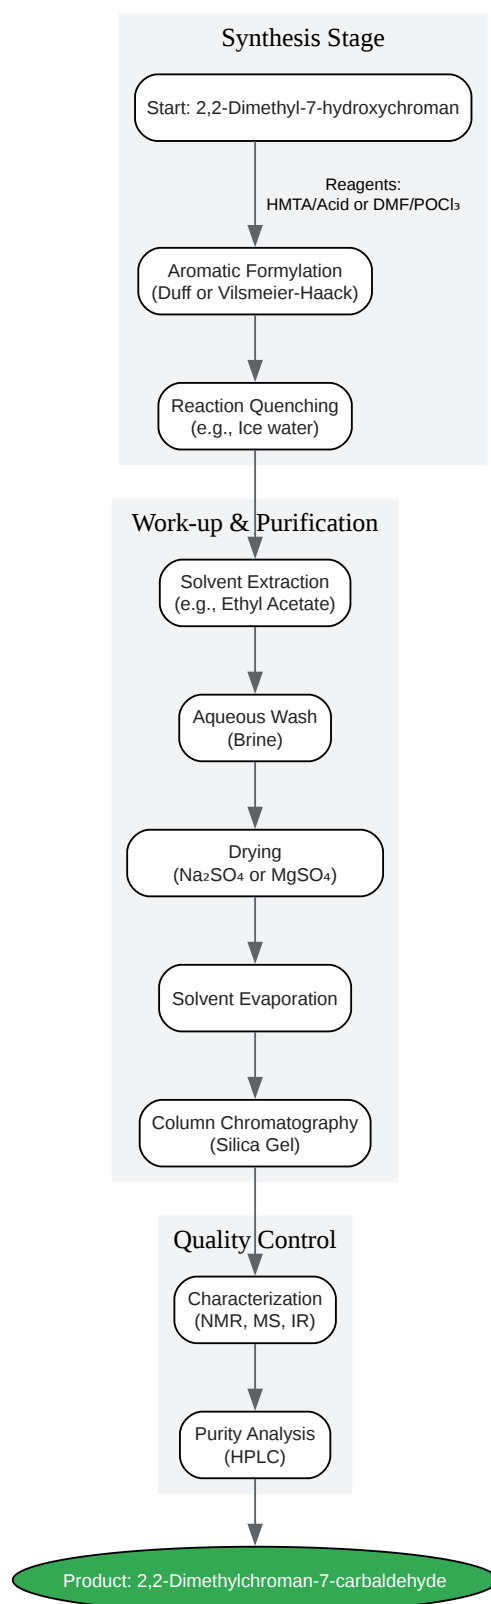 Synthesis Stage
Start: 2,2-Dimethyl-7-hydroxychroman
Reagents:
HMTA/Acid or DMF/POCl₃
Aromatic Formylation
(Duff or Vilsmeier-Haack)
Reaction Quenching
(e.g., Ice water)
Work-up & Purification
Solvent Extraction
(e.g., Ethyl Acetate)
Aqueous Wash
(Brine)
Drying
(Na₂SO₄ or MgSO₄)
Solvent Evaporation
Column Chromatography
(Silica Gel)
Quality Control
Characterization
(NMR, MS, IR)
Purity Analysis
(HPLC)
Product: 2,2-Dimethylchroman-7-carbaldehyde